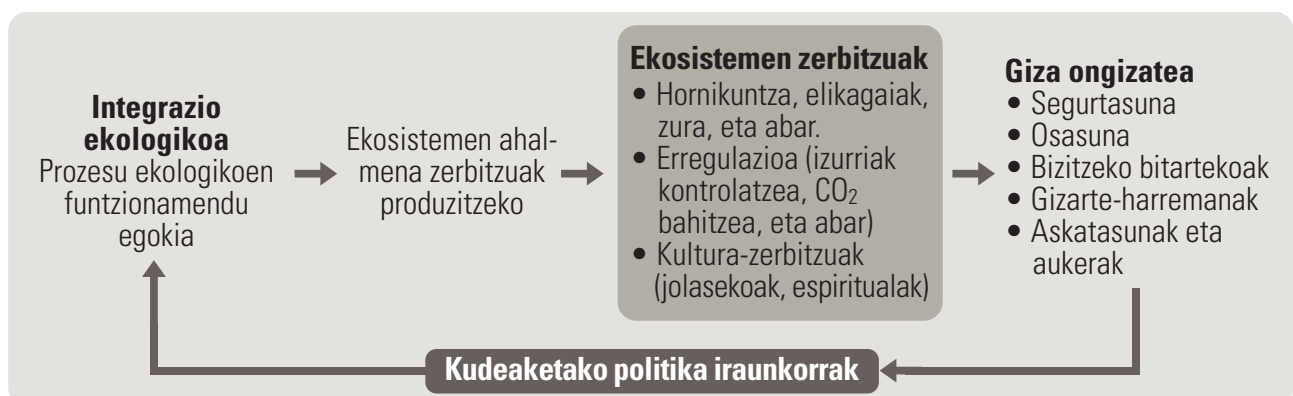 Integrazio
ekologikoa
Prozesu ekologikoen
funtzionamendu
egokia
Ekosistemen ahal-
mena zerbitzuak
produzitzeko
Ekosistemen zerbitzuak
• Hornikuntza, elikagaiak,
zura, eta abar.
• Erregulazioa (izurriak
kontrolatzea, CO₂
bahitzea, eta abar)
• Kultura-zerbitzuak
(jolasekoak, espiritualak)
Giza ongizatea
• Segurtasuna
• Osasuna
• Bizitzeko bitartekoak
• Gizarte-harremanak
• Askatasunak eta
aukerak
Kudeaketako politika iraunkorrak